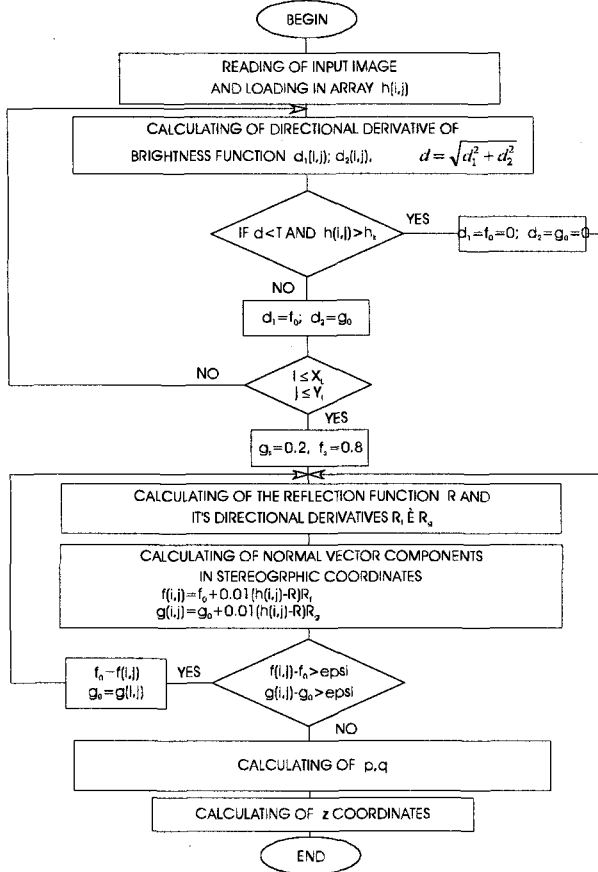 BEGIN
READING OF INPUT IMAGE
AND LOADING IN ARRAY h(i,j)
CALCULATING OF DIRECTIONAL DERIVATIVE OF
BRIGHTNESS FUNCTION d₁(i,j); d₂(i,j), d = √(d₁² + d₂²)
IF d<T AND h(i,j)>hₖ
YES
d₁=f₀=0; d₂=g₀=0
NO
d₁=f₀; d₂=g₀
NO
i ≤ X
j ≤ Y
YES
gₛ=0.2, fₛ=0.8
CALCULATING OF THE REFLECTION FUNCTION R AND
IT'S DIRECTIONAL DERIVATIVES R_f È R_g
CALCULATING OF NORMAL VECTOR COMPONENTS
IN STEREOGRPHIC COORDINATES
f(i,j)=f₀+0.01(h(i,j)-R)R_f
g(i,j)=g₀+0.01(h(i,j)-R)R_g
f₀=f(i,j)
g₀=g(i,j)
YES
f(i,j)-f₀>epsi
g(i,j)-g₀>epsi
NO
CALCULATING OF p,q
CALCULATING OF z COORDINATES
END